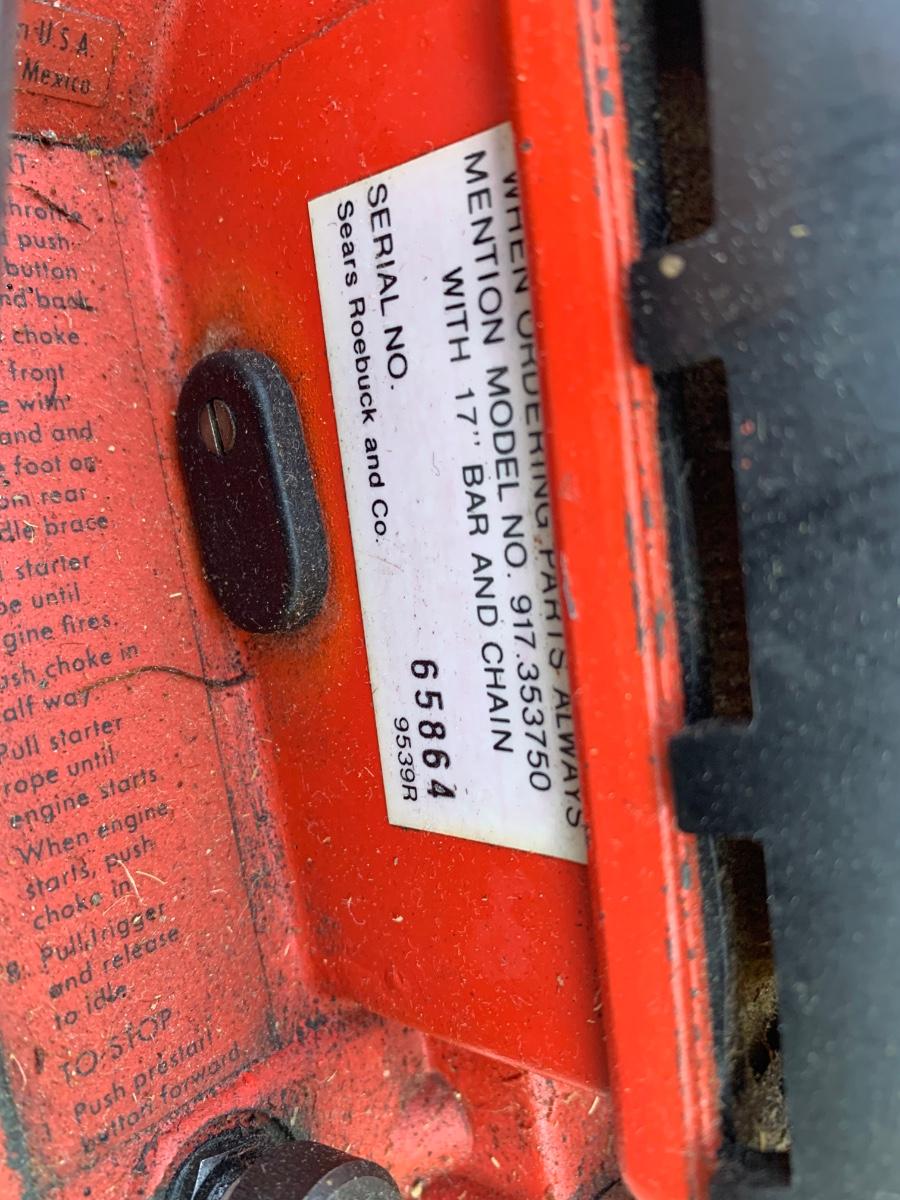 U.S.A.
Mexico
push
button
choke.
front
and and
foot on
rear
brace
starter
until
fires.
choke in
half way
Pull starter
rope until
engine starts
When engine
starts, push
choke in
8. Pull trigger
and release
to idle
TO STOP
Push prestart
button forward
WHEN ORDERING PARTS ALWAYS
MENTION MODEL NO. 917.353750
WITH 17" BAR AND CHAIN
SERIAL NO. 65864
Sears Roebuck and Co. 9539R